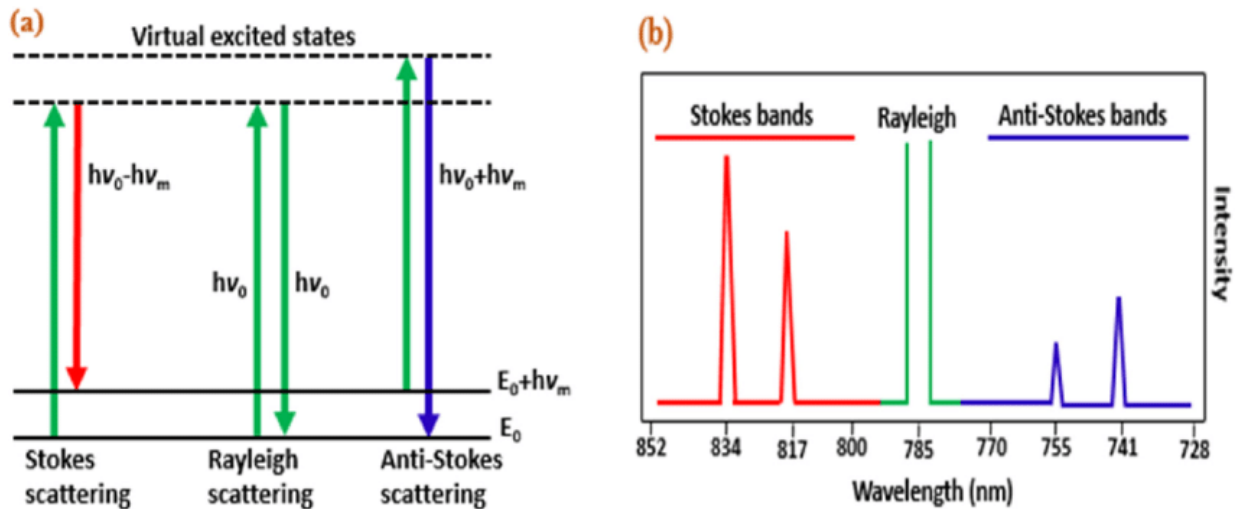 (a)
Virtual excited states
hν₀-hνₘ
hν₀+hνₘ
hν₀
hν₀
E₀+hνₘ
E₀
Stokes
scattering
Rayleigh
scattering
Anti-Stokes
scattering
(b)
Stokes bands
Rayleigh
Anti-Stokes bands
Intensity
852
834
817
800
785
770
755
741
728
Wavelength (nm)